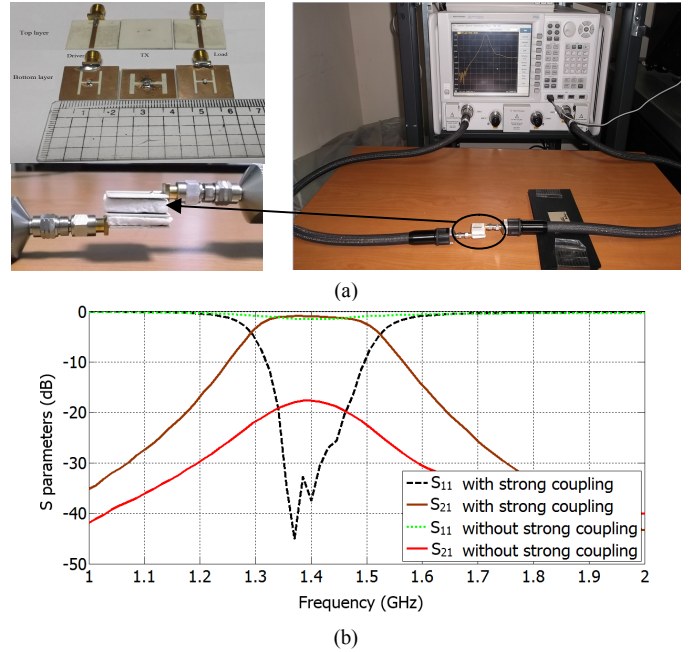 Top layer
Driver
TX
Load
Bottom layer
1 2 3 4 5 6 7
(a)
0
-10
-20
-30
-40
-50
S parameters (dB)
1 1.1 1.2 1.3 1.4 1.5 1.6 1.7 1.8 1.9 2
Frequency (GHz)
S11 with strong coupling
S21 with strong coupling
S11 without strong coupling
S21 without strong coupling
(b)